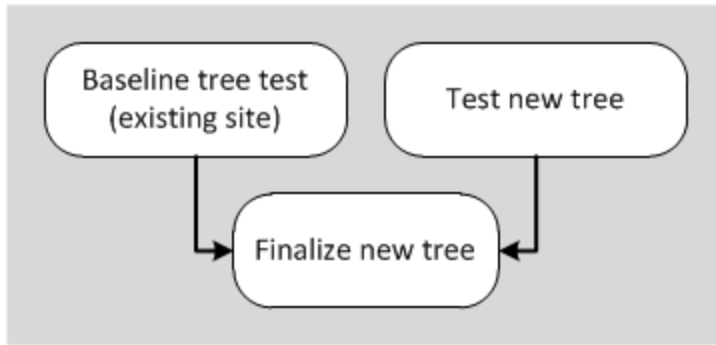 Baseline tree test
(existing site)
Test new tree
Finalize new tree